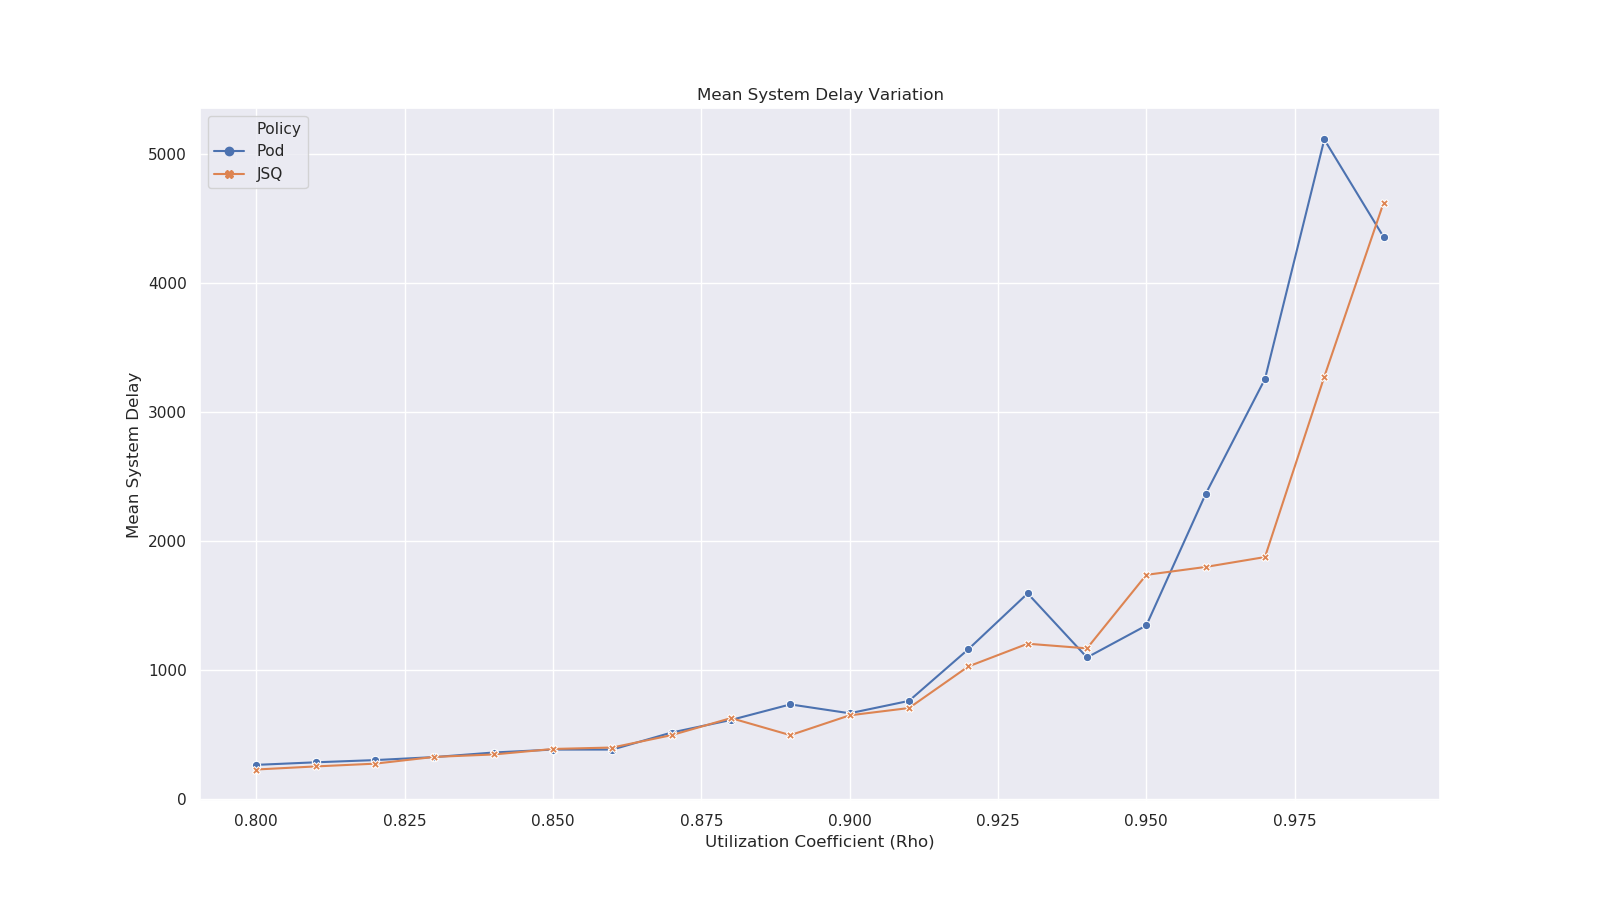 Mean System Delay Variation
Policy
Pod
JSQ
5000
4000
3000
2000
1000
0
Mean System Delay
0.800 0.825 0.850 0.875 0.900 0.925 0.950 0.975
Utilization Coefficient (Rho)